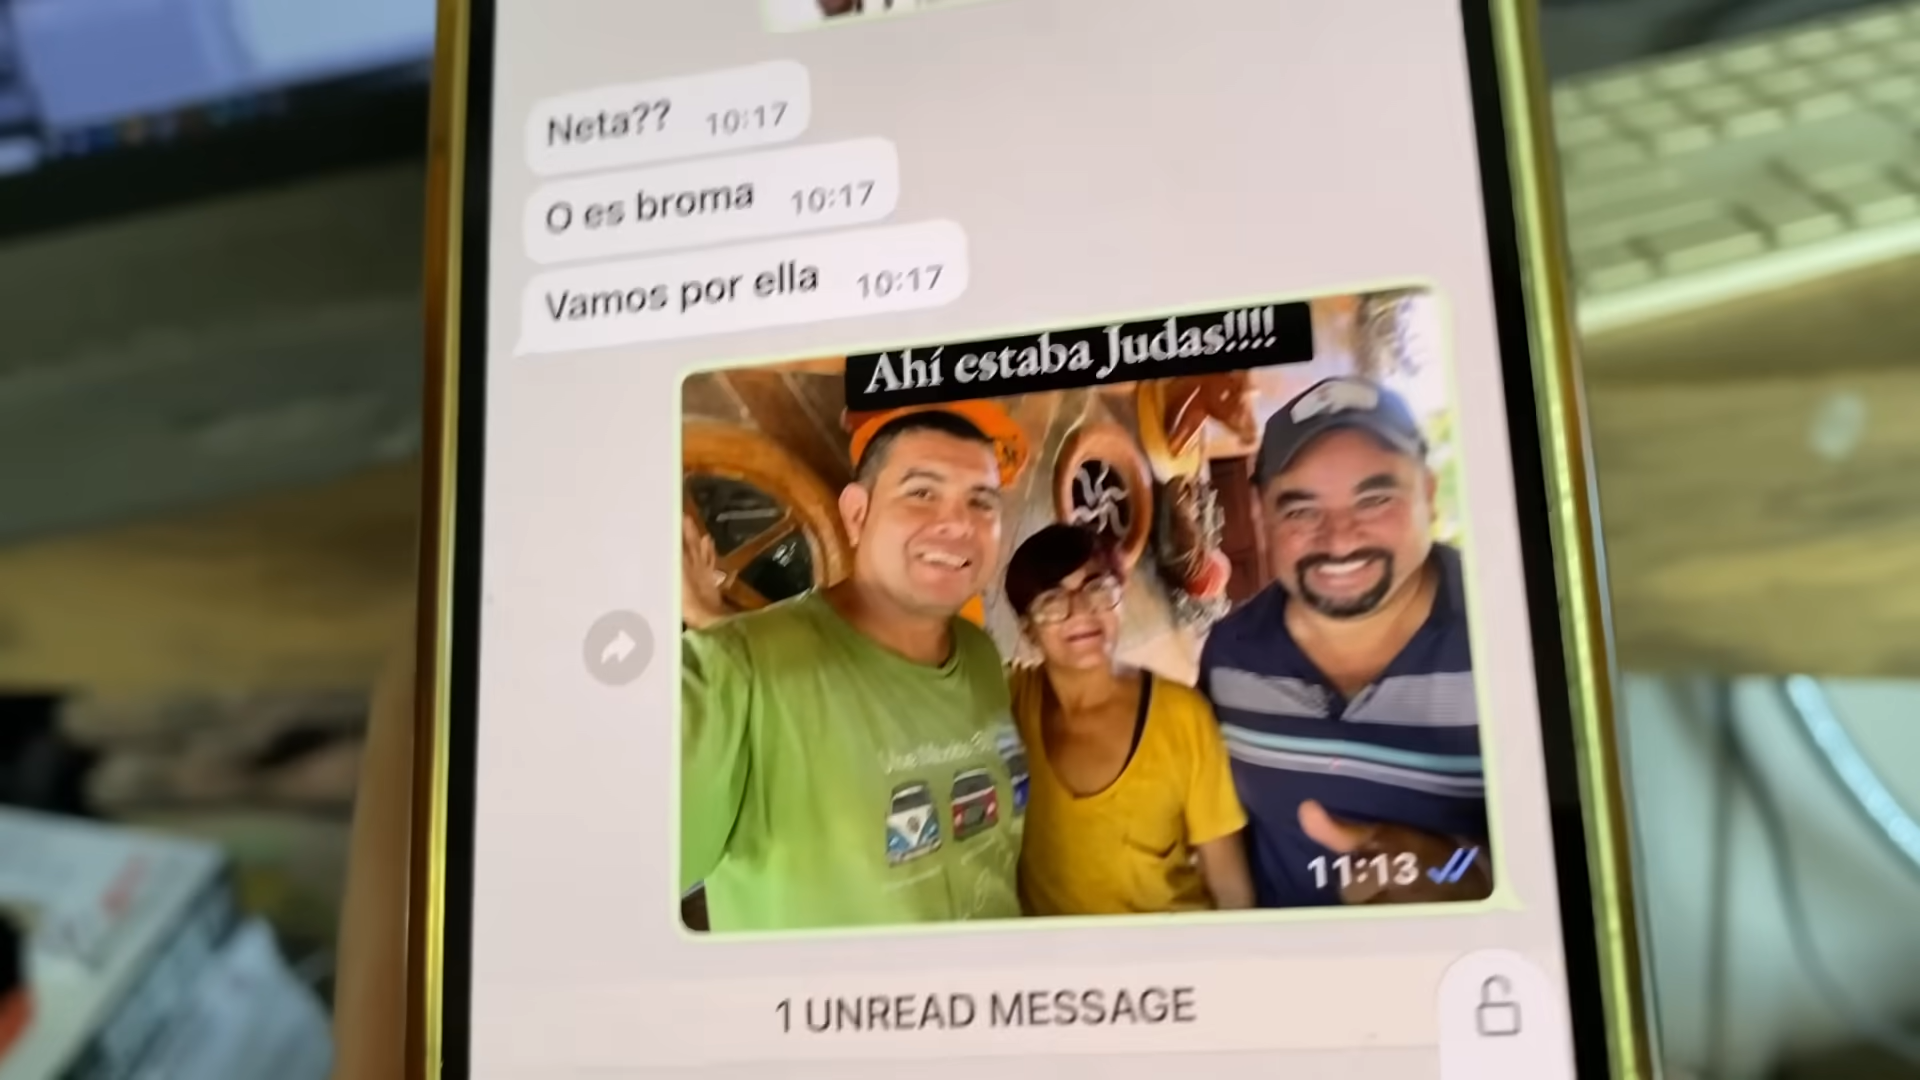 Neta?? 10:17
O es broma 10:17
Vamos por ella 10:17
Ahí estaba Judas!!!!
11:13
1 UNREAD MESSAGE